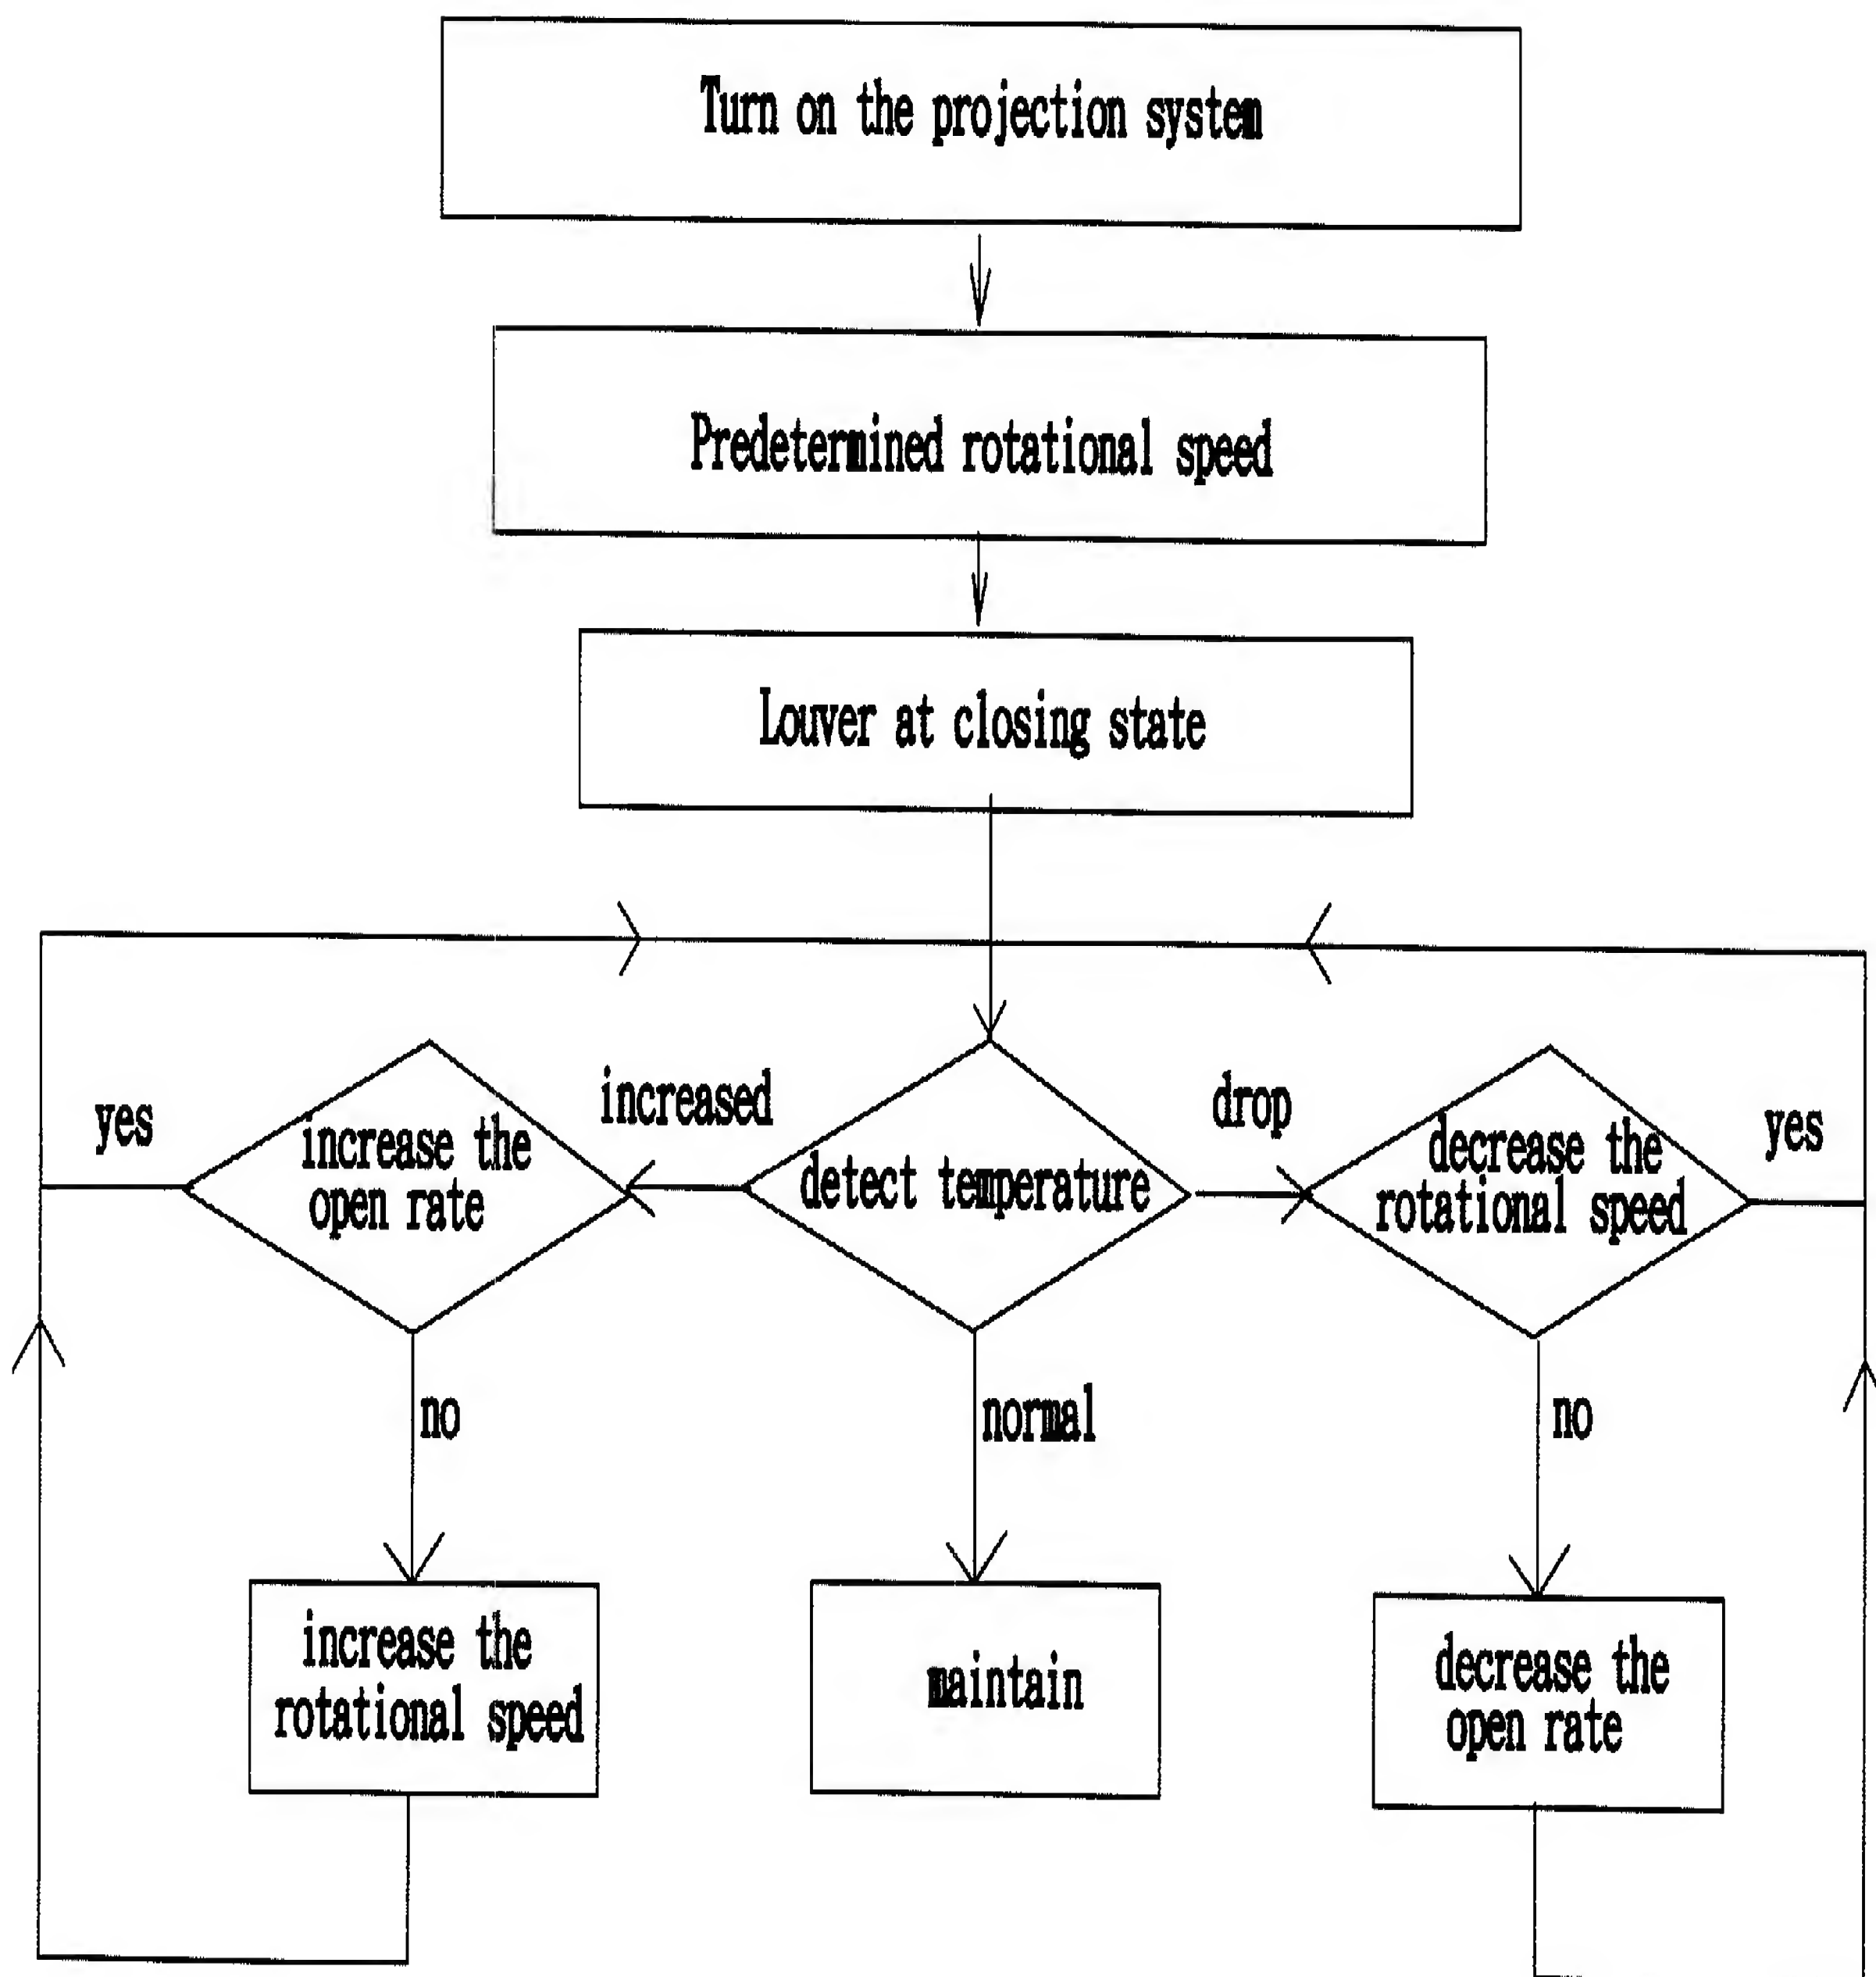 Turn on the projection system
Predetermined rotational speed
Louver at closing state
increased
drop
yes
increase the
open rate
detect temperature
decrease the
rotational speed
yes
no
normal
no
increase the
rotational speed
maintain
decrease the
open rate